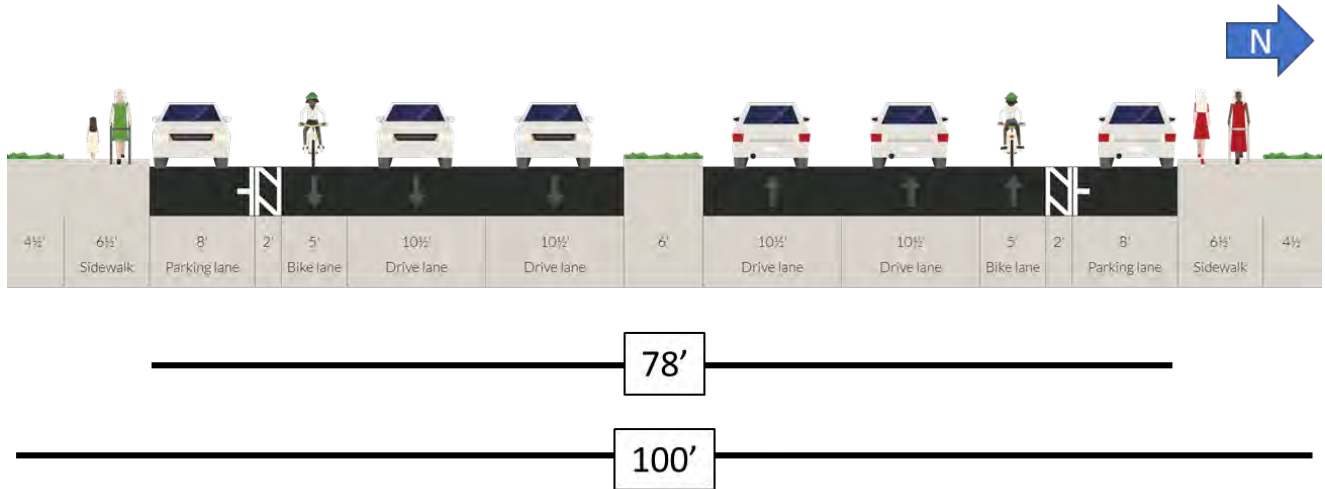 N
4½' 6½' 8' 2' 5' 10½' 10½' 6' 10½' 10½' 5' 2' 8' 6½' 4½
Sidewalk Parking lane Bike lane Drive lane Drive lane Drive lane Drive lane Bike lane Parking lane Sidewalk
78’
100’